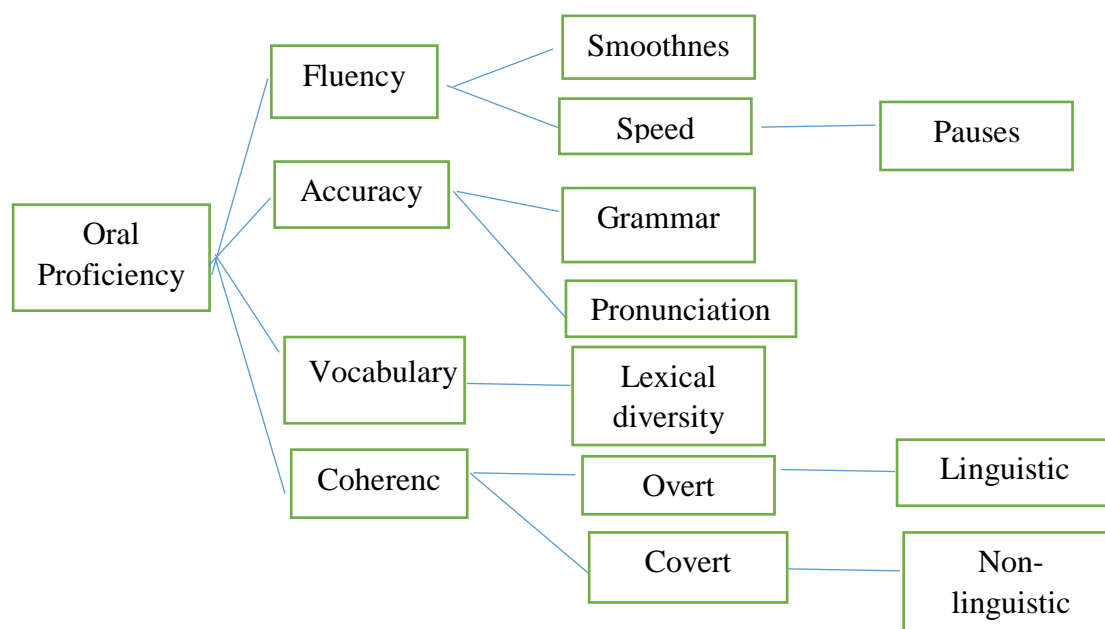 Smoothnes
Fluency
Speed
Pauses
Accuracy
Grammar
Oral
Proficiency
Pronunciation
Vocabulary
Lexical
diversity
Coherenc
Overt
Linguistic
Covert
Non-
linguistic